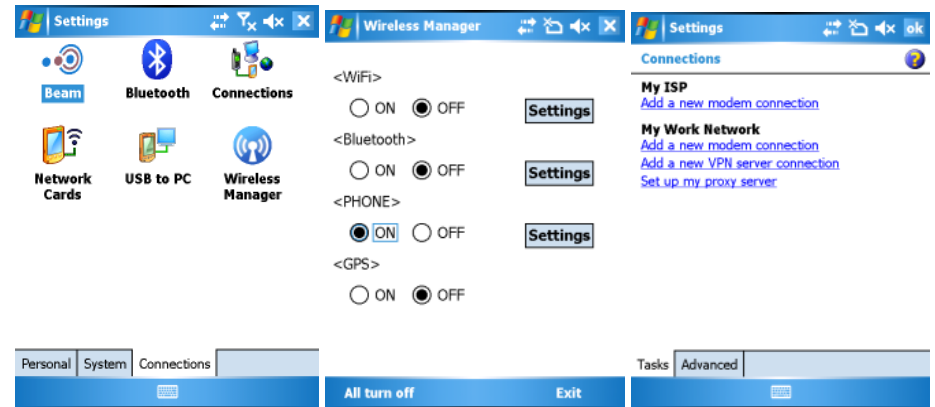 Settings
Beam
Bluetooth
Connections
Network
Cards
USB to PC
Wireless
Manager
Personal
System
Connections
Wireless Manager
<WiFi>
ON
OFF
Settings
<Bluetooth>
ON
OFF
Settings
<PHONE>
ON
OFF
Settings
<GPS>
ON
OFF
All turn off
Exit
Settings
ok
Connections
My ISP
Add a new modem connection
My Work Network
Add a new modem connection
Add a new VPN server connection
Set up my proxy server
Tasks
Advanced